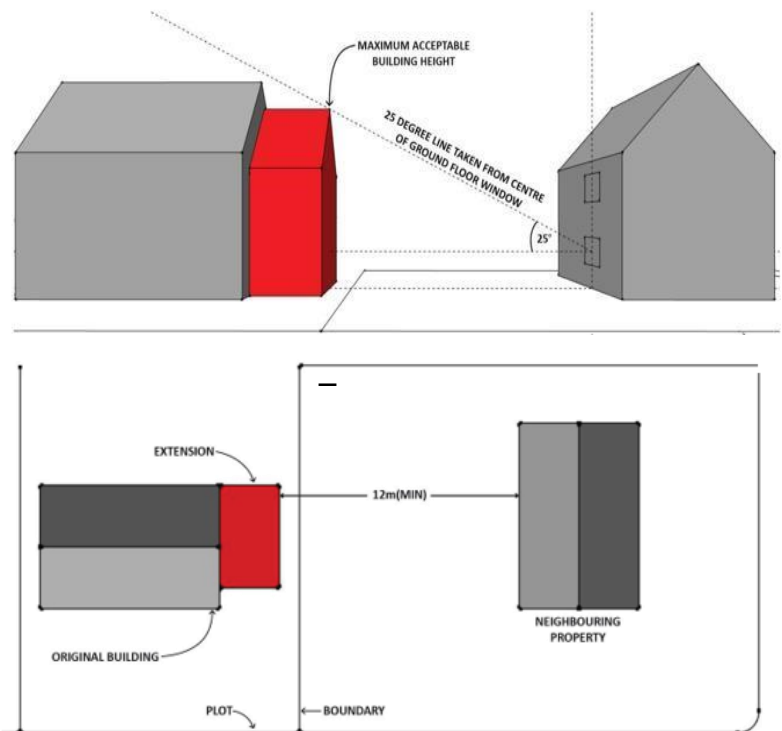 MAXIMUM ACCEPTABLE
BUILDING HEIGHT
25 DEGREE LINE TAKEN FROM CENTRE
OF GROUND FLOOR WINDOW
25°
EXTENSION
12m(MIN)
NEIGHBOURING
PROPERTY
ORIGINAL BUILDING
PLOT
BOUNDARY